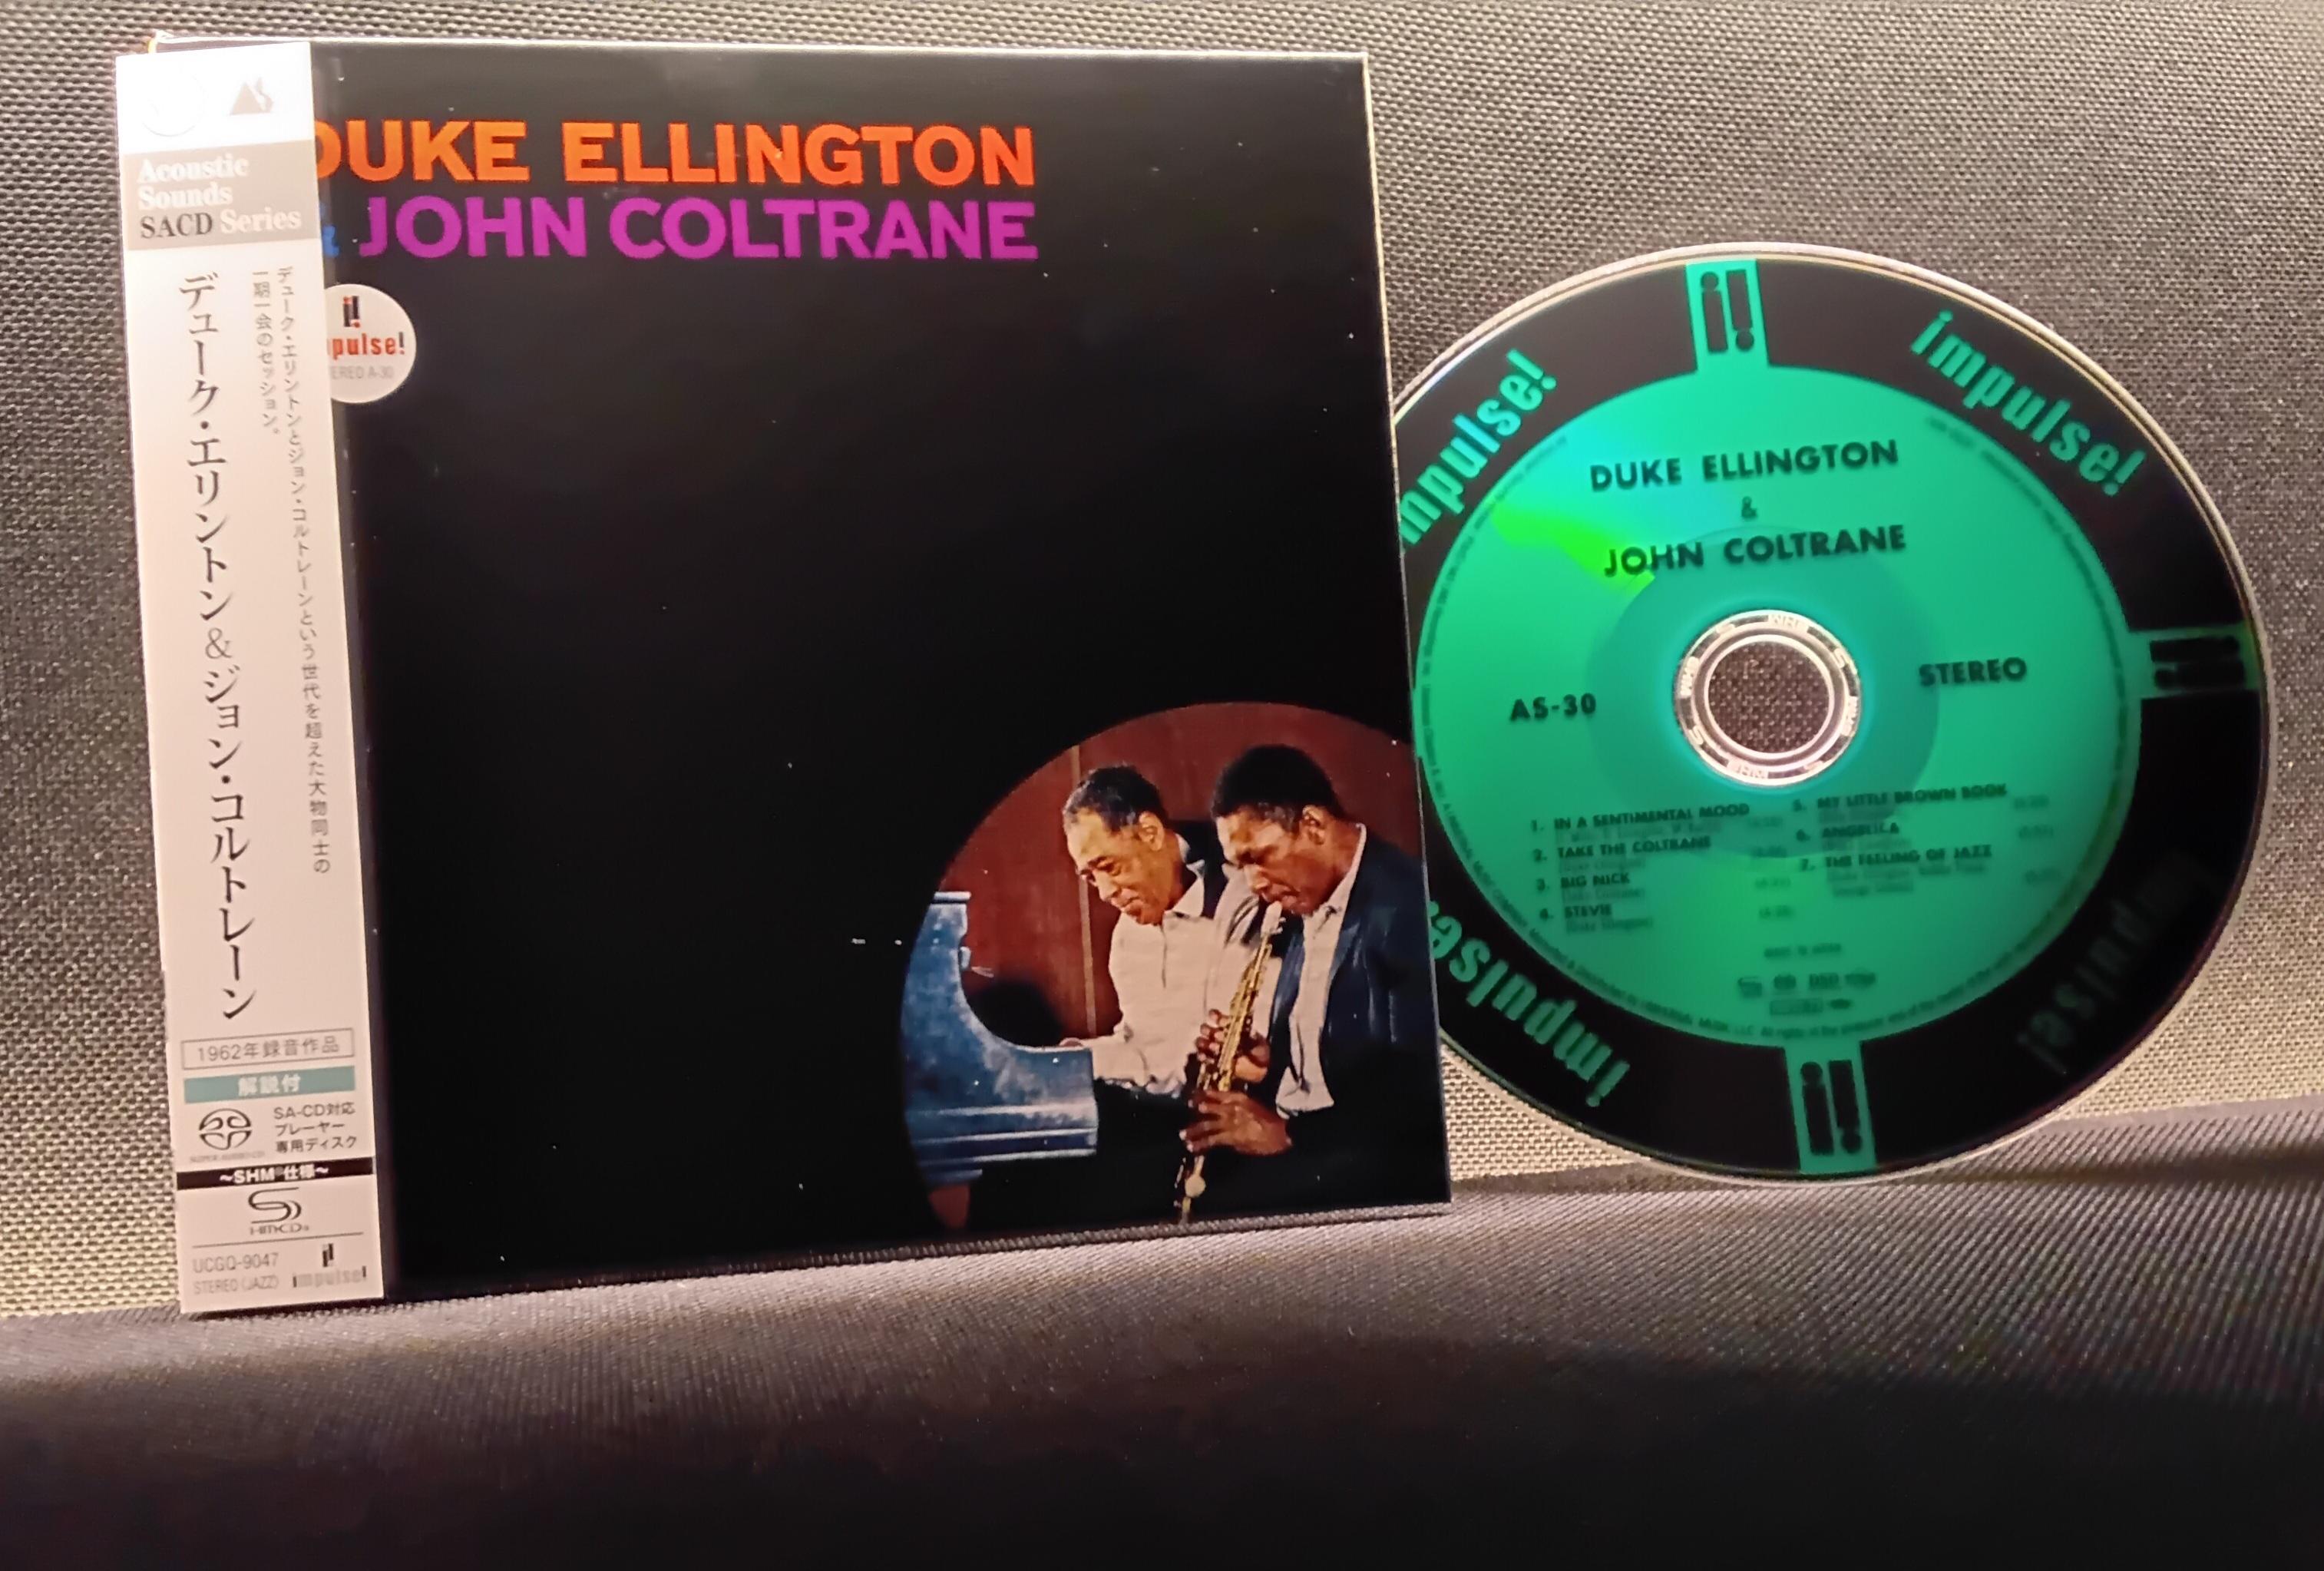 Acoustic
Sounds
SACD Series
デューク・エリントンとジョン・コルトレーンという世代を超えた大物同士の
一期一会のセッション。
デューク・エリントン&ジョン・コルトレーン
1962年録音作品
解説付
SA-CD対応
プレーヤー
専用ディスク
~SHM仕様~
UCGQ-9047
STEREO (JAZZ)
impulse!
DUKE ELLINGTON
& JOHN COLTRANE
pulse!
EREO A-30
impulse!
impulse!
impulse!
impulse!
DUKE ELLINGTON
&
JOHN COLTRANE
AS-30
STEREO
1. IN A SENTIMENTAL MOOD
2. TAKE THE COLTRANE
3. BIG NICK
4. STEVIE
5. MY LITTLE BROWN BOOK
6. ANGELICA
7. THE FEELING OF JAZZ